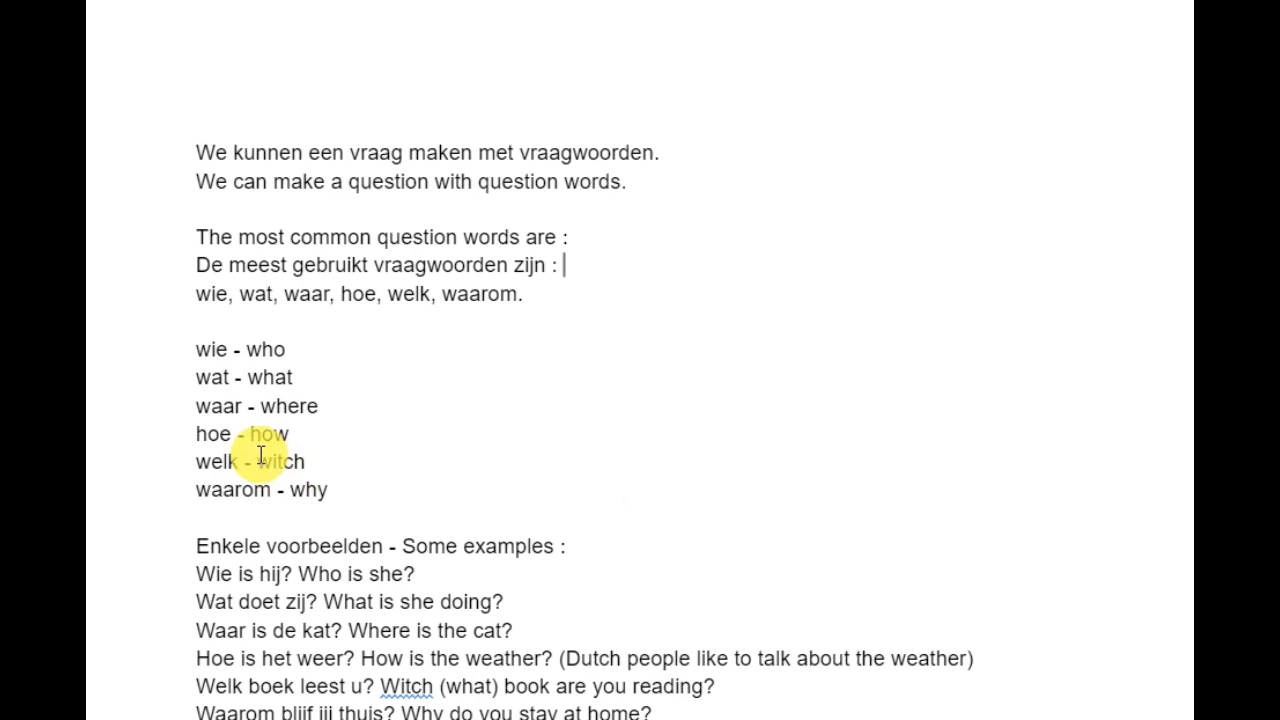 We kunnen een vraag maken met vraagwoorden.
We can make a question with question words.
The most common question words are :
De meest gebruikt vraagwoorden zijn :
wie, wat, waar, hoe, welk, waarom.
wie - who
wat - what
waar - where
hoe - how
welk - witch
waarom - why
Enkele voorbeelden - Some examples :
Wie is hij? Who is she?
Wat doet zij? What is she doing?
Waar is de kat? Where is the cat?
Hoe is het weer? How is the weather? (Dutch people like to talk about the weather)
Welk boek leest u? Witch (what) book are you reading?
Waarom blijf jij thuis? Why do you stay at home?